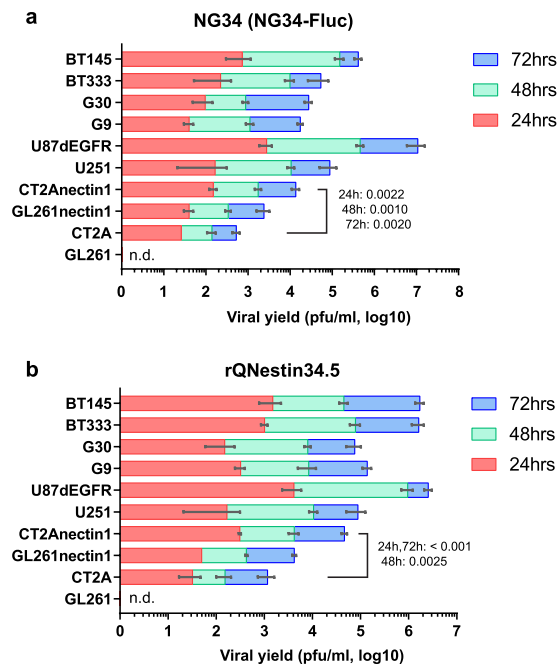 a
NG34 (NG34-Fluc)
BT145
BT333
G30
G9
U87dEGFR
U251
CT2Anectin1
GL261nectin1
CT2A
GL261
n.d.
24h: 0.0022
48h: 0.0010
72h: 0.0020
72hrs
48hrs
24hrs
0 1 2 3 4 5 6 7 8
Viral yield (pfu/ml, log10)
b
rQNestin34.5
BT145
BT333
G30
G9
U87dEGFR
U251
CT2Anectin1
GL261nectin1
CT2A
GL261
n.d.
24h,72h: < 0.001
48h: 0.0025
72hrs
48hrs
24hrs
0 1 2 3 4 5 6 7
Viral yield (pfu/ml, log10)